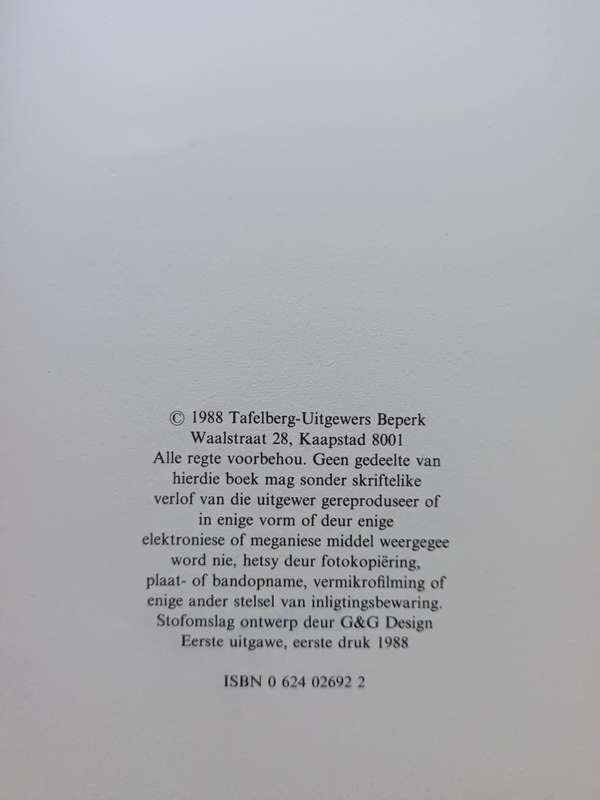 © 1988 Tafelberg-Uitgewers Beperk
Waalstraat 28, Kaapstad 8001
Alle regte voorbehou. Geen gedeelte van
hierdie boek mag sonder skriftelike
verlof van die uitgewer gereproduseer of
in enige vorm of deur enige
elektroniese of meganiese middel weergegee
word nie, hetsy deur fotokopiëring,
plaat- of bandopname, vermikrofilming of
enige ander stelsel van inligtingsbewaring.
Stofomslag ontwerp deur G&G Design
Eerste uitgawe, eerste druk 1988
ISBN 0 624 02692 2